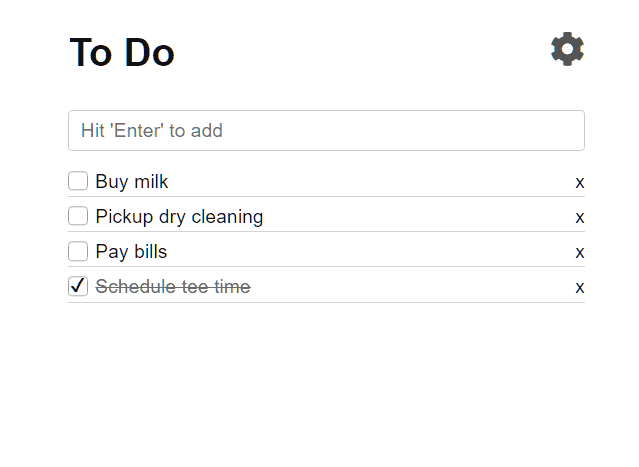 To Do
Hit 'Enter' to add
Buy milk x
Pickup dry cleaning x
Pay bills x
Schedule tee time x